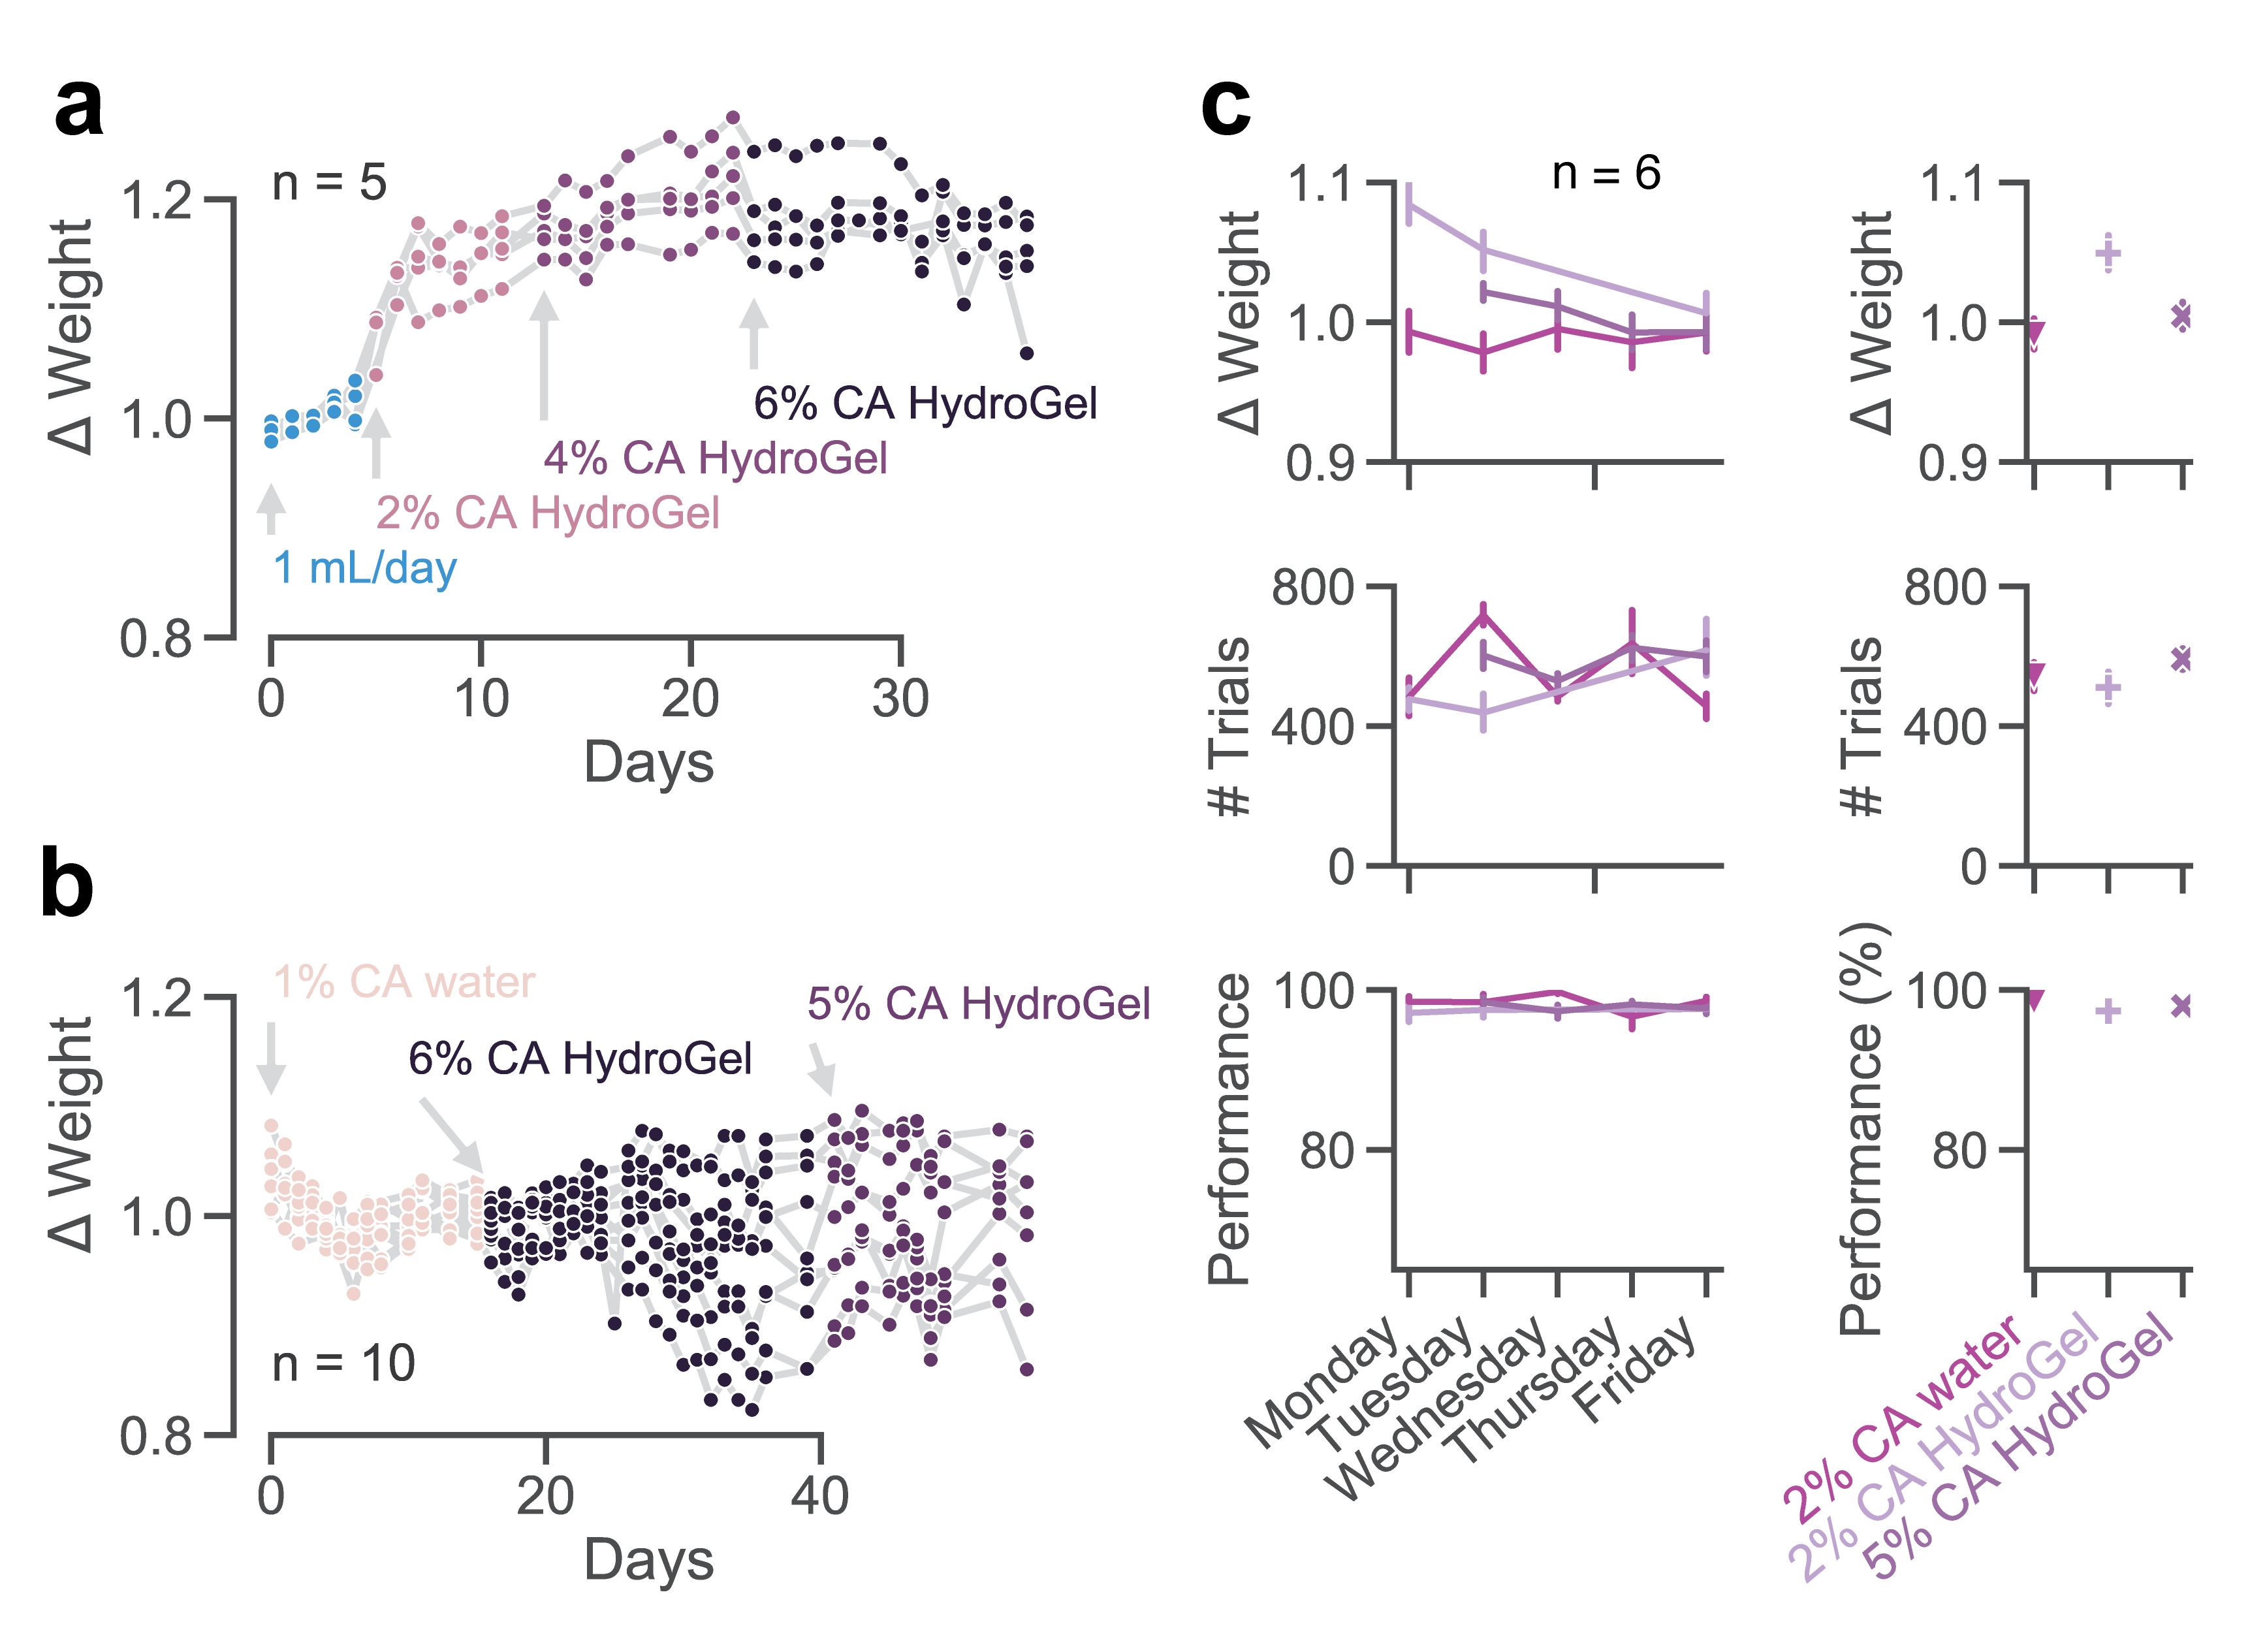 a
n = 5
1.2
1.0
0.8
Δ Weight
6% CA HydroGel
4% CA HydroGel
2% CA HydroGel
1 mL/day
0
10
20
30
Days
b
1% CA water
5% CA HydroGel
6% CA HydroGel
n = 10
1.2
1.0
0.8
Δ Weight
0
20
40
Days
c
n = 6
1.1
1.0
0.9
Δ Weight
1.1
1.0
0.9
Δ Weight
800
400
0
# Trials
800
400
0
# Trials
100
80
Performance
Monday
Tuesday
Wednesday
Thursday
Friday
100
80
Performance (%)
2% CA water
2% CA HydroGel
5% CA HydroGel